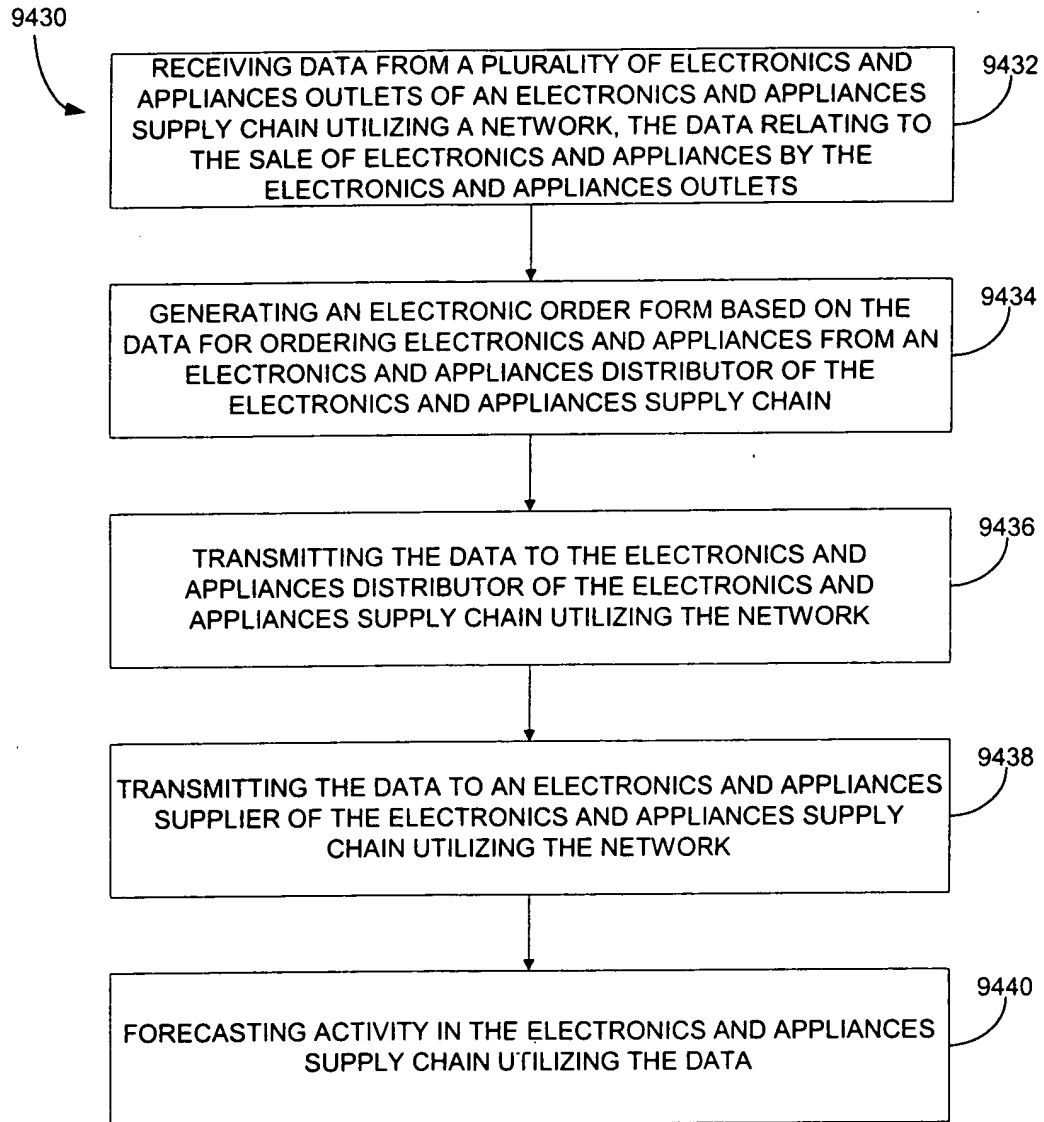 9430
RECEIVING DATA FROM A PLURALITY OF ELECTRONICS AND
APPLIANCES OUTLETS OF AN ELECTRONICS AND APPLIANCES
SUPPLY CHAIN UTILIZING A NETWORK, THE DATA RELATING TO
THE SALE OF ELECTRONICS AND APPLIANCES BY THE
ELECTRONICS AND APPLIANCES OUTLETS
9432
GENERATING AN ELECTRONIC ORDER FORM BASED ON THE
DATA FOR ORDERING ELECTRONICS AND APPLIANCES FROM AN
ELECTRONICS AND APPLIANCES DISTRIBUTOR OF THE
ELECTRONICS AND APPLIANCES SUPPLY CHAIN
9434
TRANSMITTING THE DATA TO THE ELECTRONICS AND
APPLIANCES DISTRIBUTOR OF THE ELECTRONICS AND
APPLIANCES SUPPLY CHAIN UTILIZING THE NETWORK
9436
TRANSMITTING THE DATA TO AN ELECTRONICS AND APPLIANCES
SUPPLIER OF THE ELECTRONICS AND APPLIANCES SUPPLY
CHAIN UTILIZING THE NETWORK
9438
FORECASTING ACTIVITY IN THE ELECTRONICS AND APPLIANCES
SUPPLY CHAIN UTILIZING THE DATA
9440